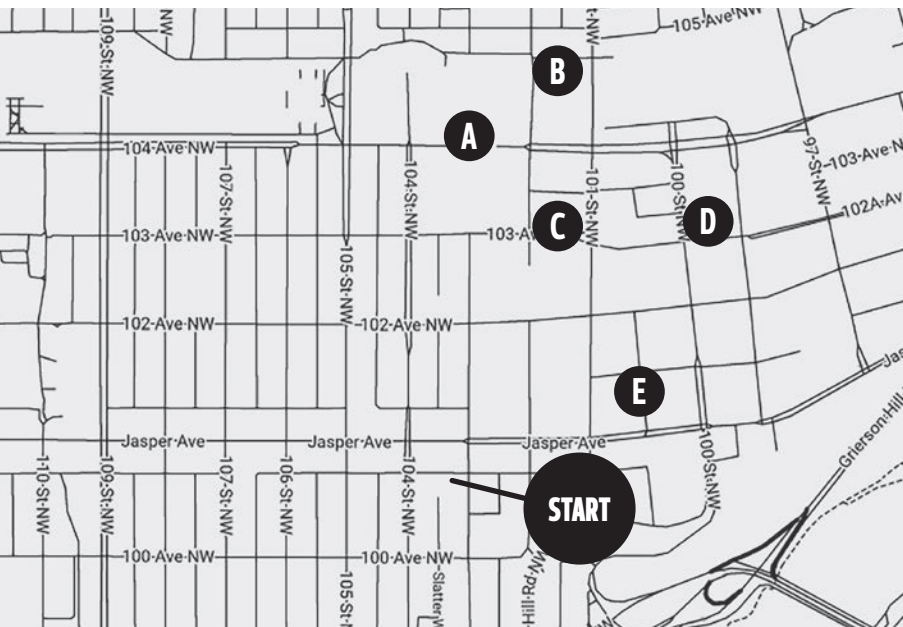 NW
105 Ave NW
t-NW
109 St NW
B
A
104 Ave NW
97 St NW
103 Ave N
107 St NW
104 St NW
101 St NW
100 St NW
102A Av
C
D
103 Ave NW
103 A
105 St NW
102 Ave NW
102 Ave NW
E
Jas
Jasper Ave
Jasper Ave
Jasper Ave
Grierson Hill
110 St NW
109 St NW
107 St NW
106 St NW
104 St NW
100 St NW
START
100 Ave NW
100 Ave NW
105 St
Hill Rd NW
W